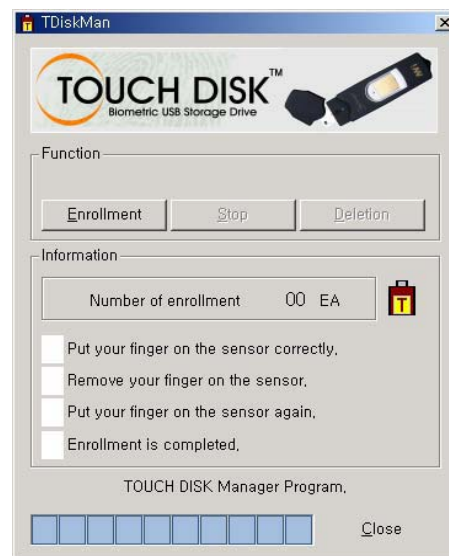 TDiskMan
TOUCH DISK™
Biometric USB Storage Drive
Function
Enrollment Stop Deletion
Information
Number of enrollment 00 EA
T
Put your finger on the sensor correctly,
Remove your finger on the sensor,
Put your finger on the sensor again,
Enrollment is completed,
TOUCH DISK Manager Program,
Close